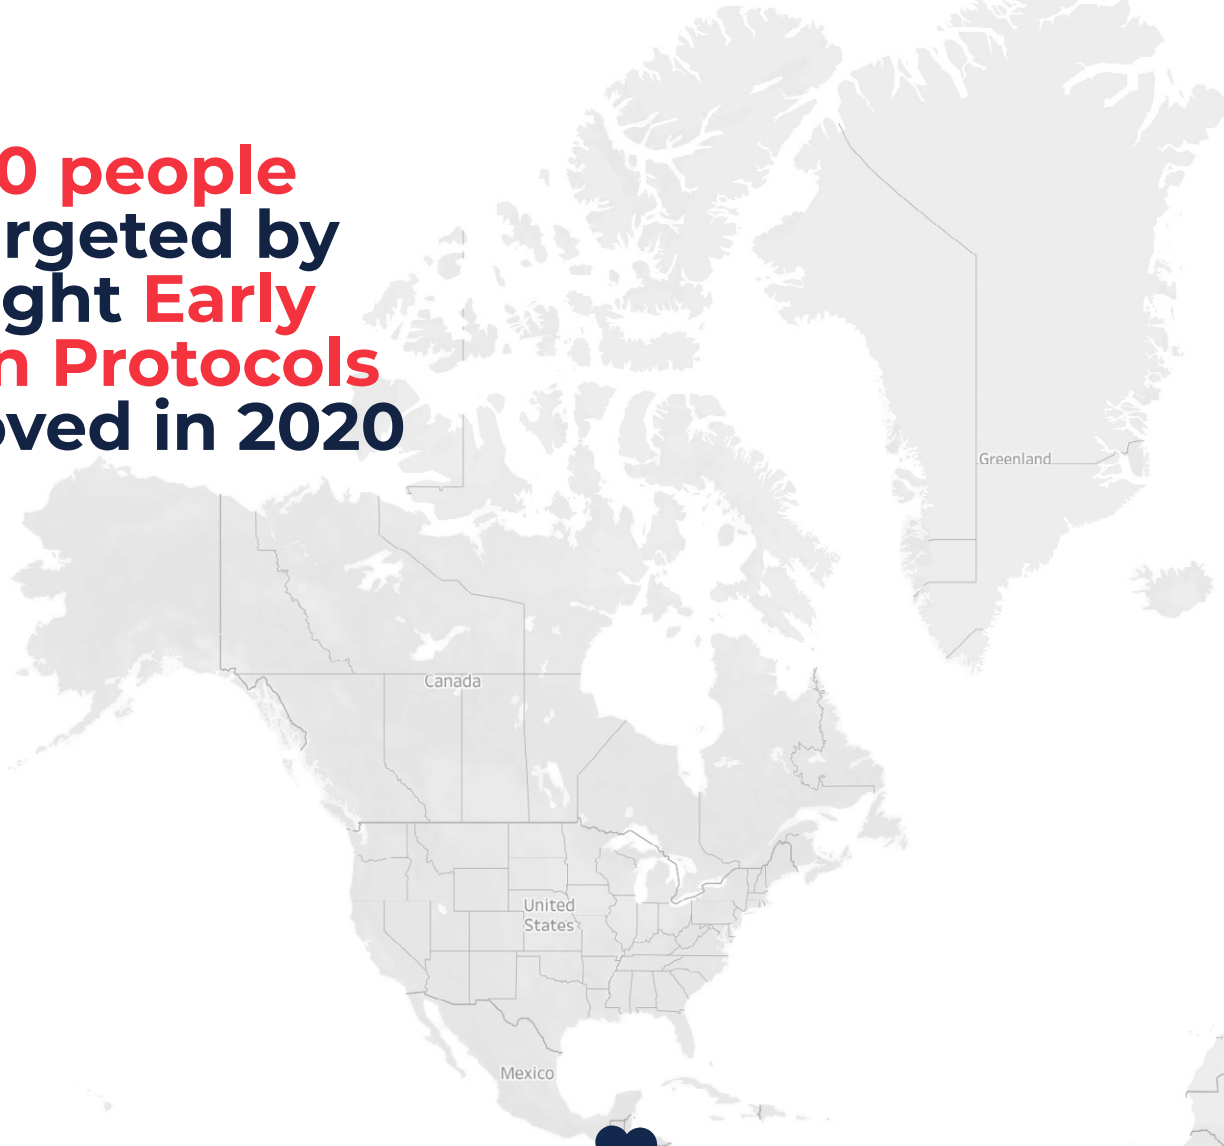 0 people
rgeted by
ght Early
n Protocols
oved in 2020
Greenland
Canada
United
States
Mexico